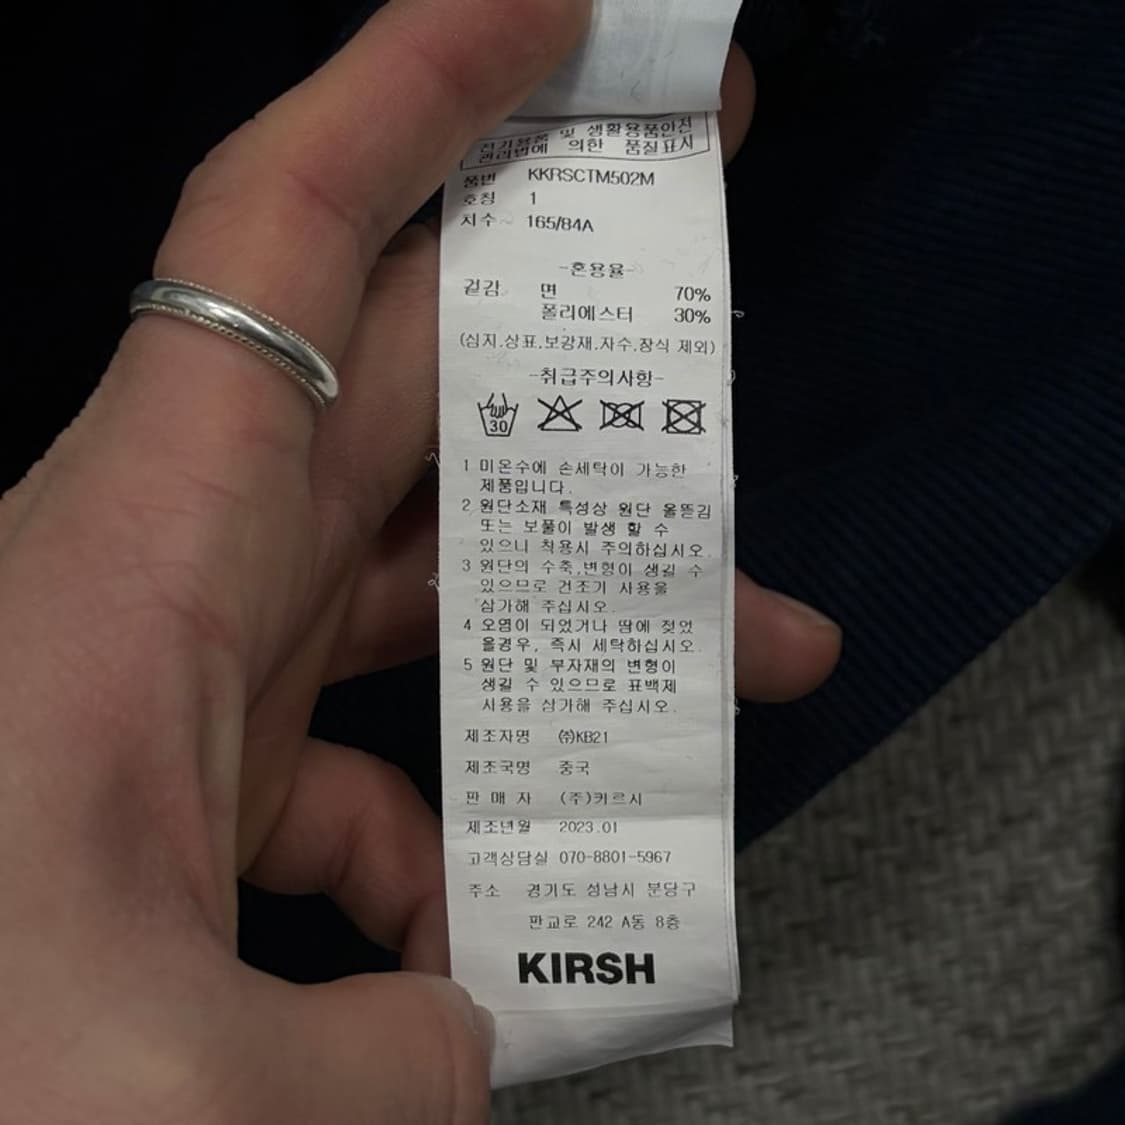 전기용품 및 생활용품안전
관리법에 의한 품질표시
품번 KKRSCTM502M
호칭 1
치수 165/84A
-혼용율-
겉감 면 70%
폴리에스터 30%
(심지,상표,보강재,자수,장식 제외)
-취급주의사항-
30
1 미온수에 손세탁이 가능한
제품입니다.
2 원단소재 특성상 원단 올뜯김
또는 보풀이 발생 할 수
있으니 착용시 주의하십시오.
3 원단의 수축,변형이 생길 수
있으므로 건조기 사용을
삼가해 주십시오.
4 오염이 되었거나 땀에 젖었
을경우, 즉시 세탁하십시오.
5 원단 및 부자재의 변형이
생길 수 있으므로 표백제
사용을 삼가해 주십시오.
제조자명 ㈜KB21
제조국명 중국
판 매 자 (주)키르시
제조년월 2023.01
고객상담실 070-8801-5967
주소 경기도 성남시 분당구
판교로 242 A동 8층
KIRSH